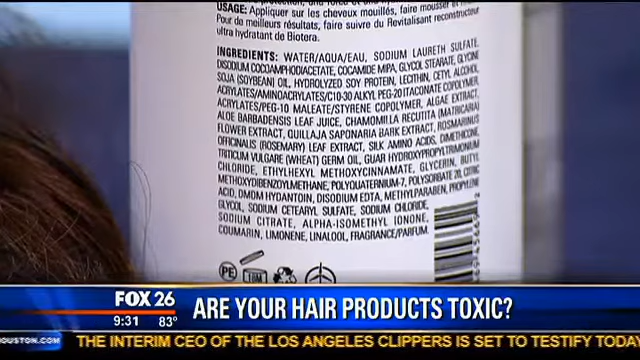 USAGE: Appliquer sur les cheveux mouillés, faire mousser
Pour de meilleurs résultats, faire suivre du Revitalisant reconstructeur
ultra hydratant de Biotera.
INGREDIENTS: WATER/AQUA/EAU, SODIUM LAURETH SULFATE,
DISODIUM COCOAMPHODIACETATE, COCAMIDE MIPA, GLYCOL STEARATE, GLYCINE
SOJA (SOYBEAN) OIL, HYDROLYZED SOY PROTEIN, LECITHIN, CETYL ALCOHOL,
ACRYLATES/AMINOACRYLATES/C10-30 ALKYL PEG-20 ITACONATE COPOLYMER,
ACRYLATES/PEG-10 MALEATE/STYRENE COPOLYMER, ALGAE EXTRACT,
ALOE BARBADENSIS LEAF JUICE, CHAMOMILLA RECUTITA (MATRICARIA)
FLOWER EXTRACT, QUILLAJA SAPONARIA BARK EXTRACT, ROSMARINUS
OFFICINALIS (ROSEMARY) LEAF EXTRACT, SILK AMINO ACIDS, DIMETHICONE,
TRITICUM VULGARE (WHEAT) GERM OIL, GUAR HYDROXYPROPYLTRIMONIUM
CHLORIDE, ETHYLHEXYL METHOXYCINNAMATE, GLYCERIN, BUTYL
METHOXYDIBENZOYLMETHANE, POLYQUATERNIUM-7, POLYSORBATE 20, CITRIC
ACID, DMDM HYDANTOIN, DISODIUM EDTA, METHYLPARABEN, PROPYLENE
GLYCOL, SODIUM CETEARYL SULFATE, SODIUM CHLORIDE,
SODIUM CITRATE, ALPHA-ISOMETHYL IONONE,
COUMARIN, LIMONENE, LINALOOL, FRAGRANCE/PARFUM.
PE
FOX 26
9:31 83°
ARE YOUR HAIR PRODUCTS TOXIC?
OUSTON.COM THE INTERIM CEO OF THE LOS ANGELES CLIPPERS IS SET TO TESTIFY TODAY